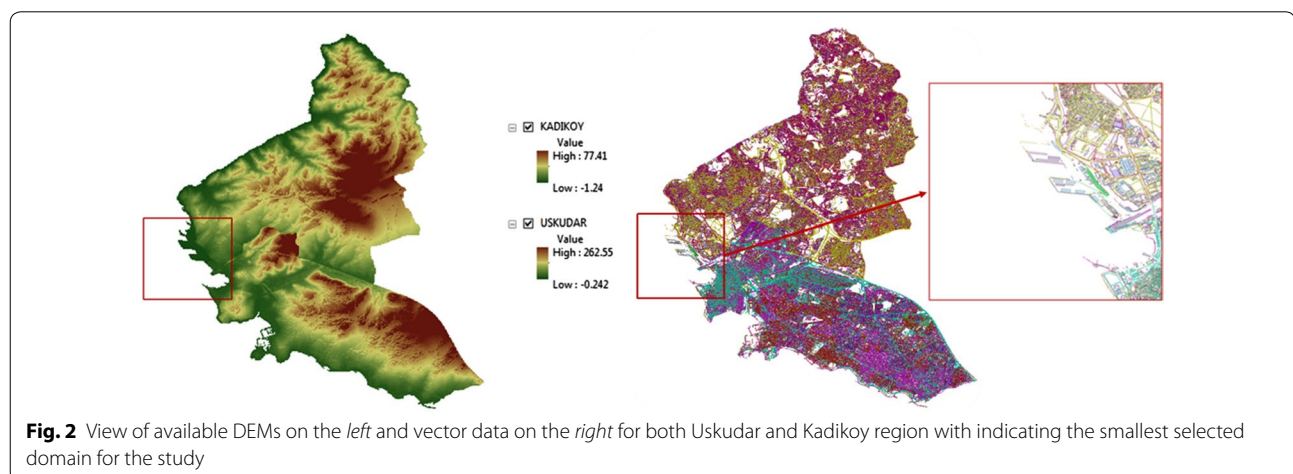 KADIKOY
Value
High : 77.41
Low : -1.24
USKUDAR
Value
High : 262.55
Low : -0.242
Fig. 2 View of available DEMs on the left and vector data on the right for both Uskudar and Kadikoy region with indicating the smallest selected
domain for the study